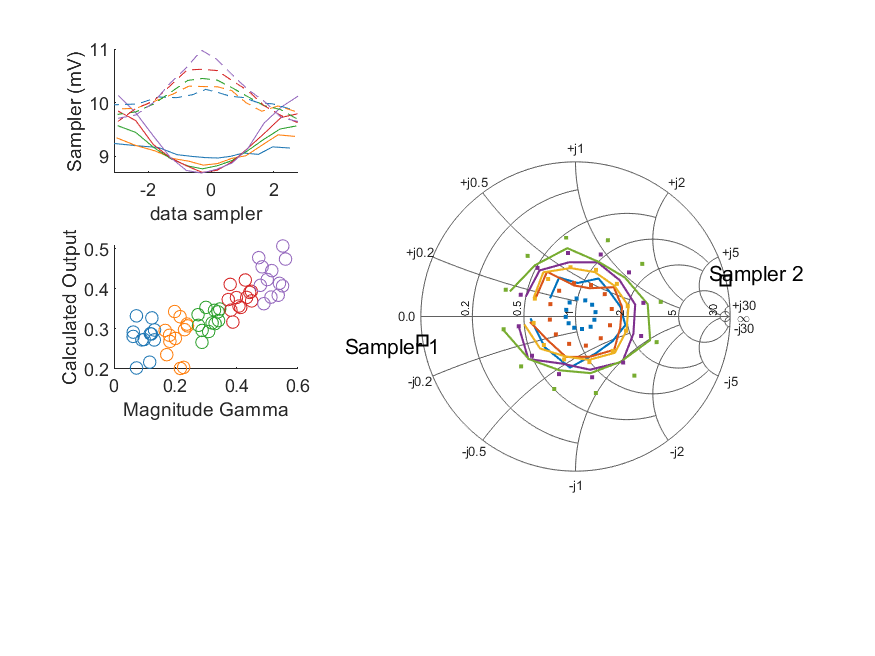 11
10
9
Sampler (mV)
-2
0
2
data sampler
0.5
0.4
0.3
0.2
Calculated Output
0
0.2
0.4
0.6
Magnitude Gamma
+j1
+j0.5
+j2
+j0.2
+j5
Sampler 2
+j30
0.0
0.2
0.5
1
2
5
30
∞
-j30
Sampler 1
-j0.2
-j5
-j0.5
-j2
-j1